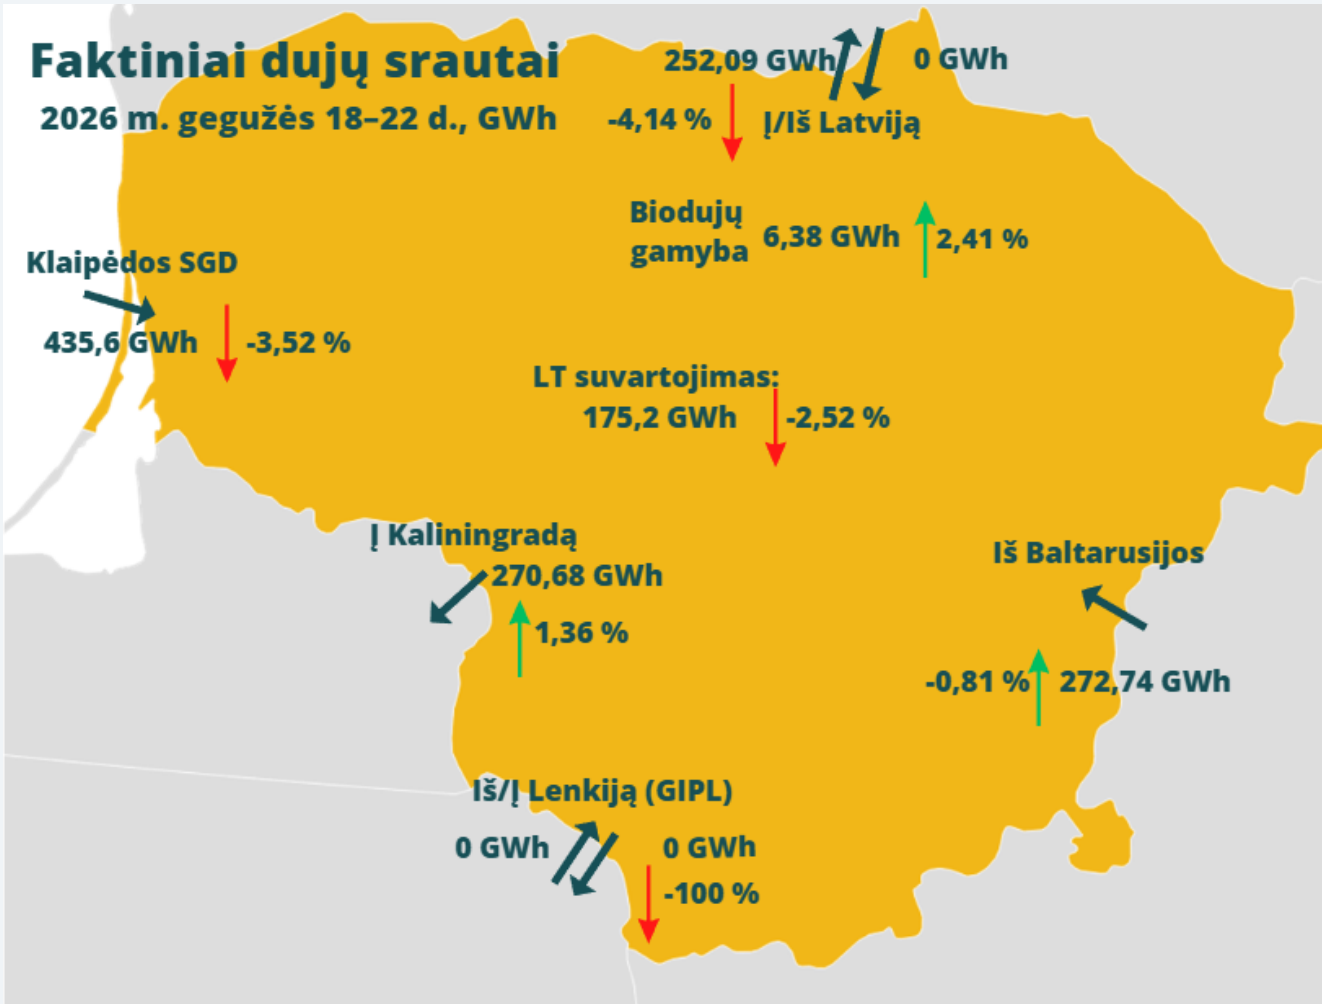 Faktiniai dujų srautai
2026 m. gegužės 18–22 d., GWh
252,09 GWh
0 GWh
-4,14 %
Į/Iš Latviją
Biodujų
gamyba
6,38 GWh
2,41 %
Klaipėdos SGD
435,6 GWh
-3,52 %
LT suvartojimas:
175,2 GWh
-2,52 %
Į Kaliningradą
270,68 GWh
1,36 %
Iš Baltarusijos
-0,81 %
272,74 GWh
Iš/Į Lenkiją (GIPL)
0 GWh
0 GWh
-100 %